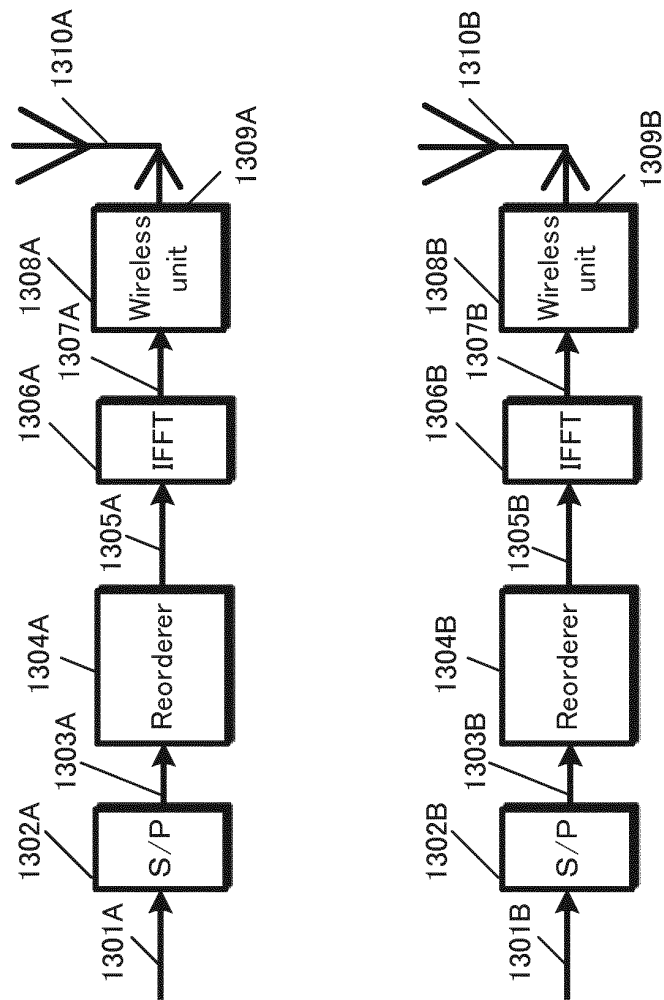 1301A
1302A
S/P
1303A
1304A
Reorderer
1305A
1306A
IFFT
1307A
1308A
Wireless
unit
1309A
1310A
1301B
1302B
S/P
1303B
1304B
Reorderer
1305B
1306B
IFFT
1307B
1308B
Wireless
unit
1309B
1310B